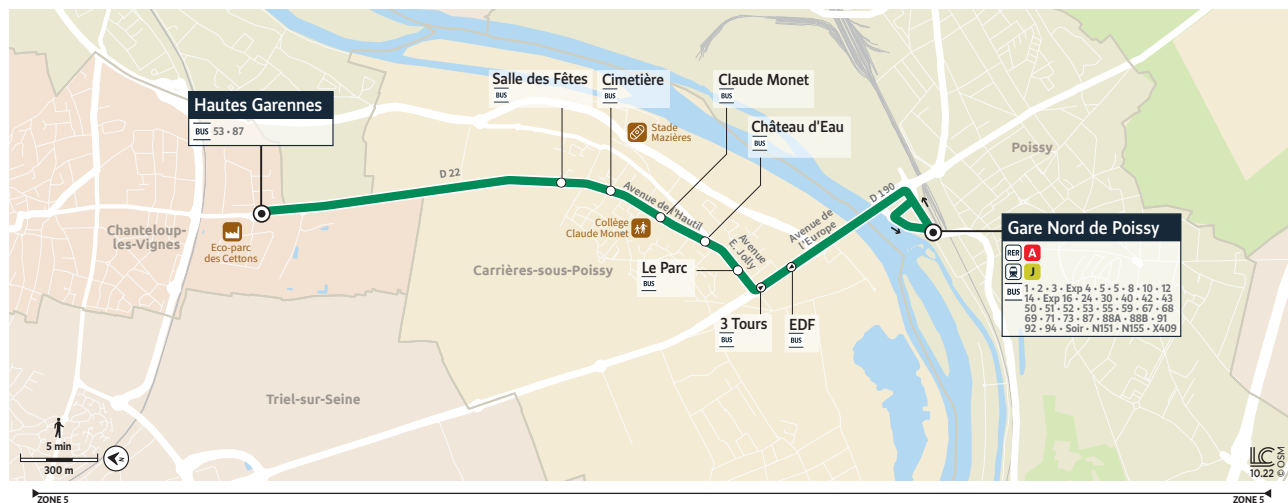 Hautes Garennes
BUS 53 • 87
Salle des Fêtes
BUS
Cimetière
BUS
Claude Monet
BUS
Château d'Eau
BUS
Stade
Mazières
Poissy
D 22
Avenue de l'Hautil
D 190
Chanteloup-
les-Vignes
Eco-parc
des Cettons
Collège
Claude Monet
Avenue
E. Jolly
Avenue de
l'Europe
Gare Nord de Poissy
RER A
J
BUS 1 • 2 • 3 • Exp 4 • 5 • 5 • 8 • 10 • 12
14 • Exp 16 • 24 • 30 • 40 • 42 • 43
50 • 51 • 52 • 53 • 55 • 59 • 67 • 68
69 • 71 • 73 • 87 • 88A • 88B • 91
92 • 94 • Soir • N151 • N155 • X409
Carrières-sous-Poissy
Le Parc
BUS
3 Tours
BUS
EDF
BUS
Triel-sur-Seine
5 min
300 m
N
LC
10.22 © OSM
ZONE 5
ZONE 5